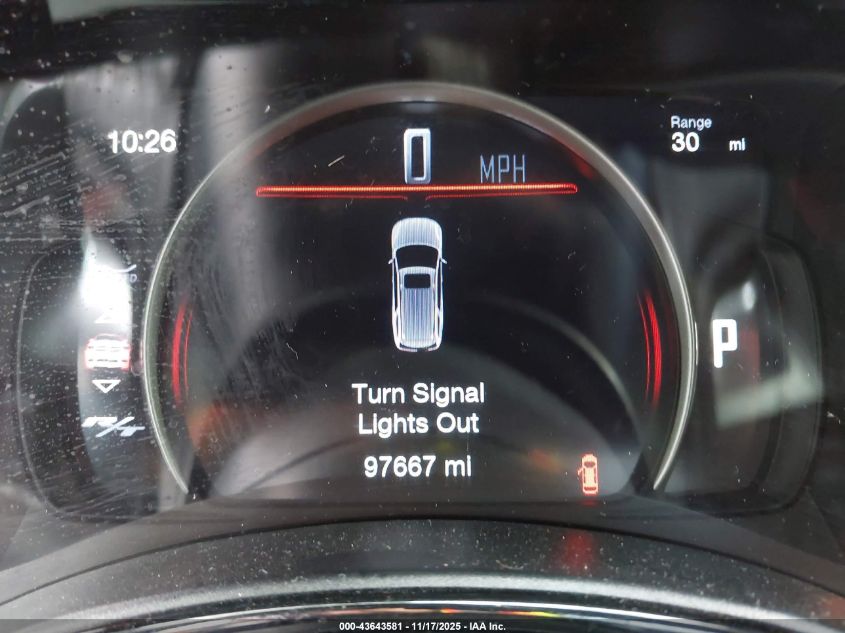 10:26
0 MPH
Range
30 mi
P
Turn Signal
Lights Out
R/T
97667 mi
000-43643581 - 11/17/2025 - IAA Inc.